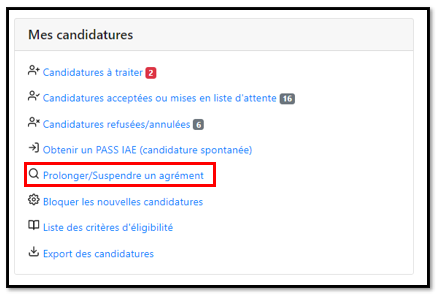 Mes candidatures
Candidatures à traiter 2
Candidatures acceptées ou mises en liste d'attente 16
Candidatures refusées/annulées 6
Obtenir un PASS IAE (candidature spontanée)
Prolonger/Suspendre un agrément
Bloquer les nouvelles candidatures
Liste des critères d'éligibilité
Export des candidatures